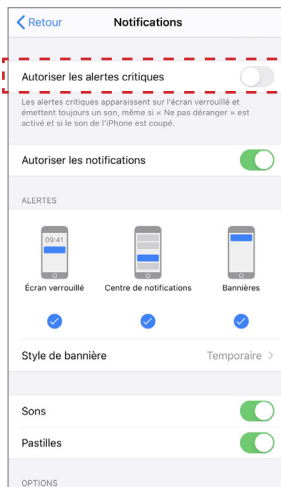 Retour
Notifications
Autoriser les alertes critiques
Les alertes critiques apparaissent sur l'écran verrouillé et
émettent toujours un son, même si « Ne pas déranger » est
activé et si le son de l'iPhone est coupé.
Autoriser les notifications
ALERTES
09:41
Écran verrouillé
Centre de notifications
Bannières
Style de bannière
Temporaire
Sons
Pastilles
OPTIONS